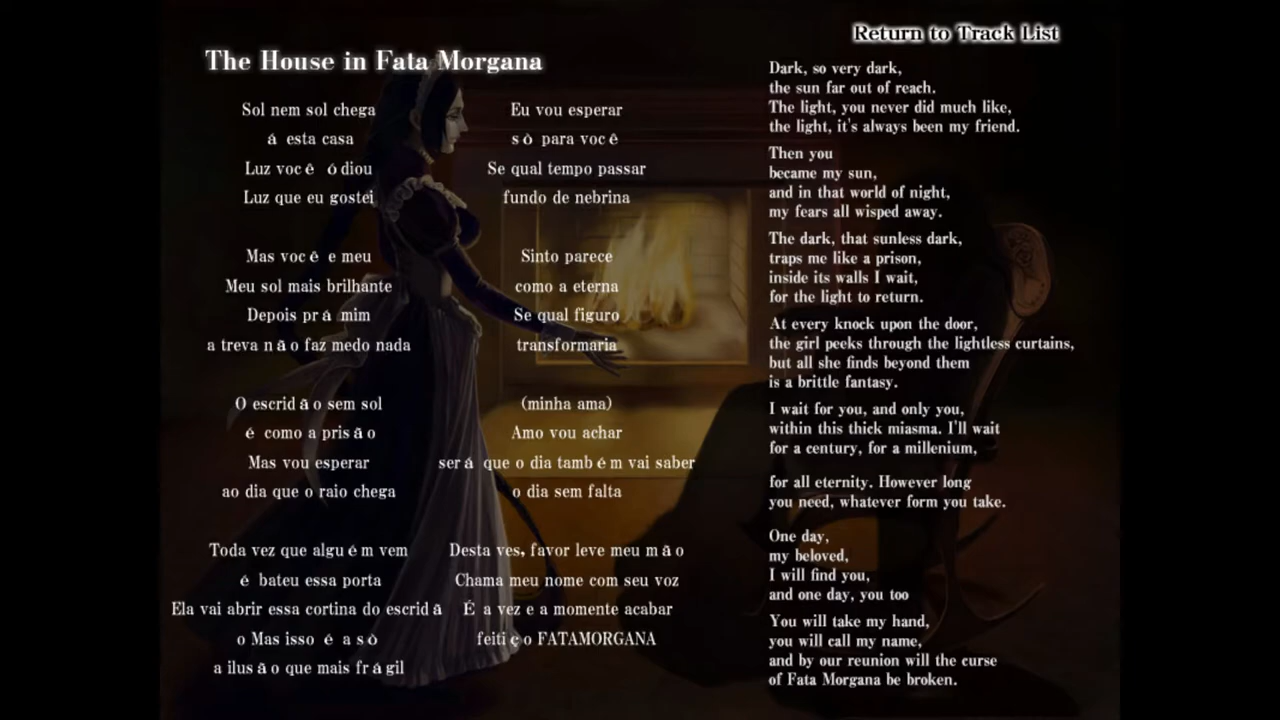 Return to Track List
The House in Fata Morgana
Sol nem sol chega
á esta casa
Luz você ódiou
Luz que eu gostei
Mas você e meu
Meu sol mais brilhante
Depois prá mim
a treva não faz medo nada
O escridão sem sol
é como a prisão
Mas vou esperar
ao dia que o raio chega
Toda vez que alguém vem
é bateu essa porta
Ela vai abrir essa cortina do escridã
o Mas isso é a sò
a ilusão que mais frágil
Eu vou esperar
sò para você
Se qual tempo passar
fundo de nebrina
Sinto parece
como a eterna
Se qual figuro
transformaria
(minha ama)
Amo vou achar
será que o dia também vai saber
o dia sem falta
Desta ves, favor leve meu mão
Chama meu nome com seu voz
É a vez e a momente acabar
feitiço FATAMORGANA
Dark, so very dark,
the sun far out of reach.
The light, you never did much like,
the light, it's always been my friend.
Then you
became my sun,
and in that world of night,
my fears all wisped away.
The dark, that sunless dark,
traps me like a prison,
inside its walls I wait,
for the light to return.
At every knock upon the door,
the girl peeks through the lightless curtains,
but all she finds beyond them
is a brittle fantasy.
I wait for you, and only you,
within this thick miasma. I'll wait
for a century, for a millenium,
for all eternity. However long
you need, whatever form you take.
One day,
my beloved,
I will find you,
and one day, you too
You will take my hand,
you will call my name,
and by our reunion will the curse
of Fata Morgana be broken.